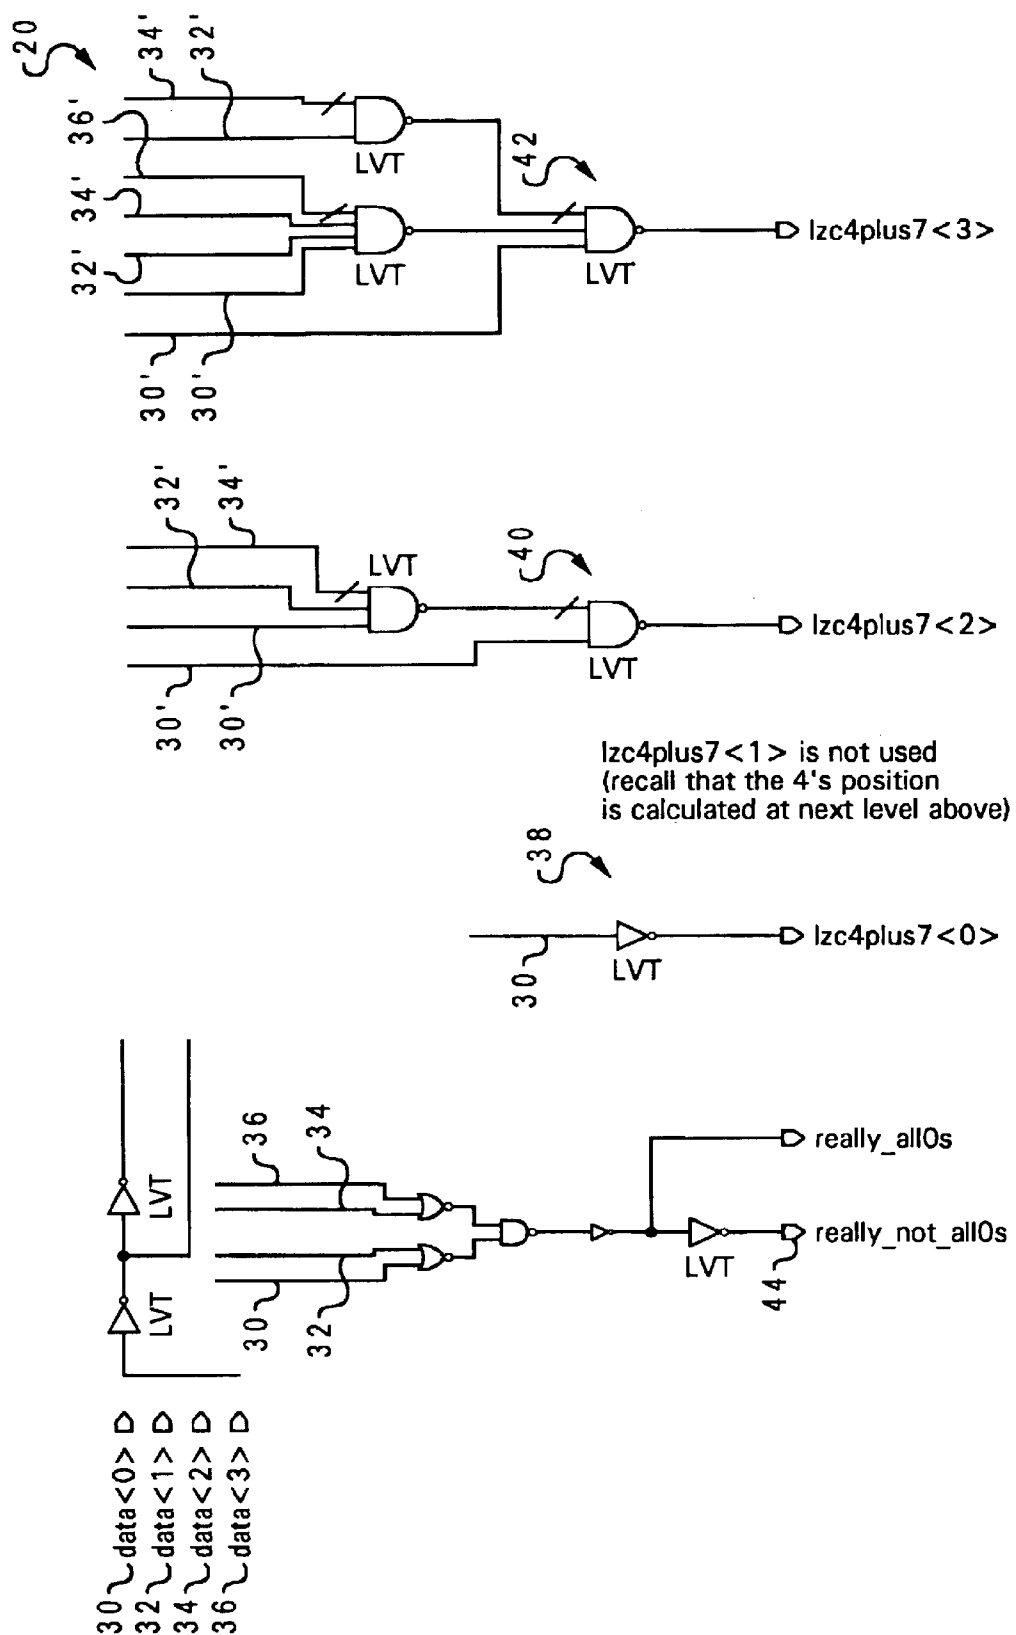 20
34'
32'
36'
34'
32'
30'
30'
LVT
LVT
42
LVT
lzc4plus7<3>
32'
34'
30'
30'
LVT
40
LVT
lzc4plus7<2>
lzc4plus7<1> is not used
(recall that the 4's position
is calculated at next level above)
38
30
LVT
lzc4plus7<0>
LVT
LVT
36
34
30
32
really_all0s
LVT
44
really_not_all0s
30 data<0>
32 data<1>
34 data<2>
36 data<3>